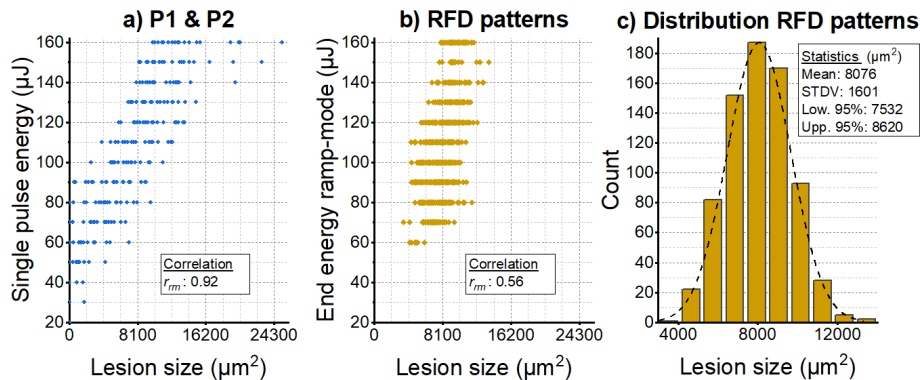 a) P1 & P2
Single pulse energy (µJ)
160
140
120
100
80
60
40
20
0
8100
16200
24300
Lesion size (µm²)
Correlation
rrm : 0.92
b) RFD patterns
End energy ramp-mode (µJ)
160
140
120
100
80
60
40
20
0
8100
16200
24300
Lesion size (µm²)
Correlation
rrm : 0.56
c) Distribution RFD patterns
Count
180
160
140
120
100
80
60
40
20
0
4000
8000
12000
Lesion size (µm²)
Statistics (µm²)
Mean: 8076
STDV: 1601
Low. 95%: 7532
Upp. 95%: 8620